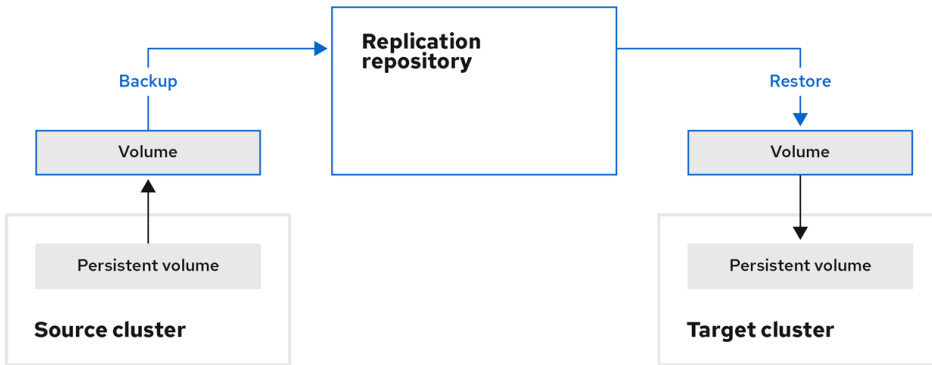 Replication
repository
Backup
Restore
Volume
Volume
Persistent volume
Persistent volume
Source cluster
Target cluster